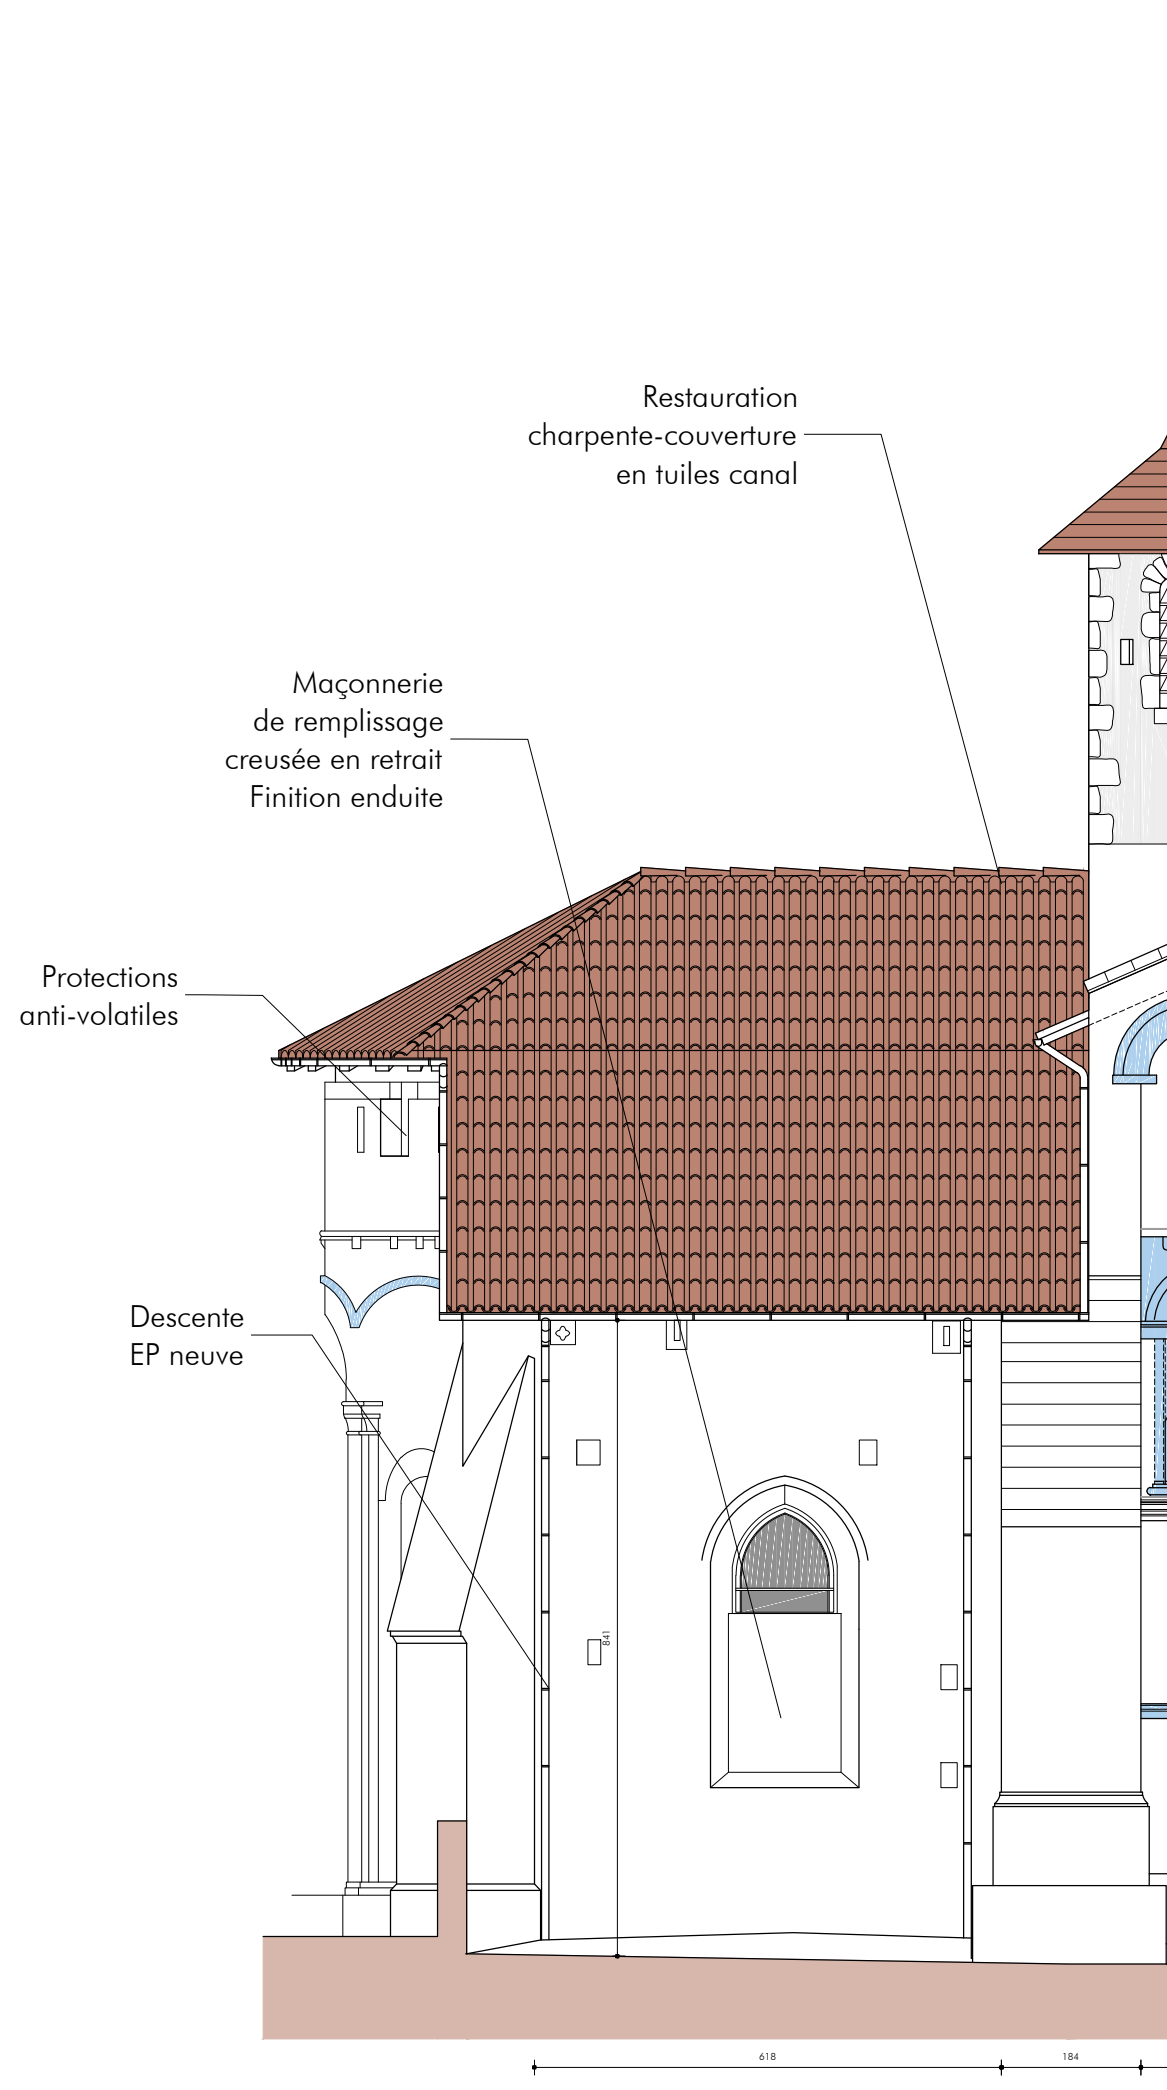 Restauration
charpente-couverture
en tuiles canal
Maçonnerie
de remplissage
creusée en retrait
Finition enduite
Protections
anti-volatiles
Descente
EP neuve
841
618
184